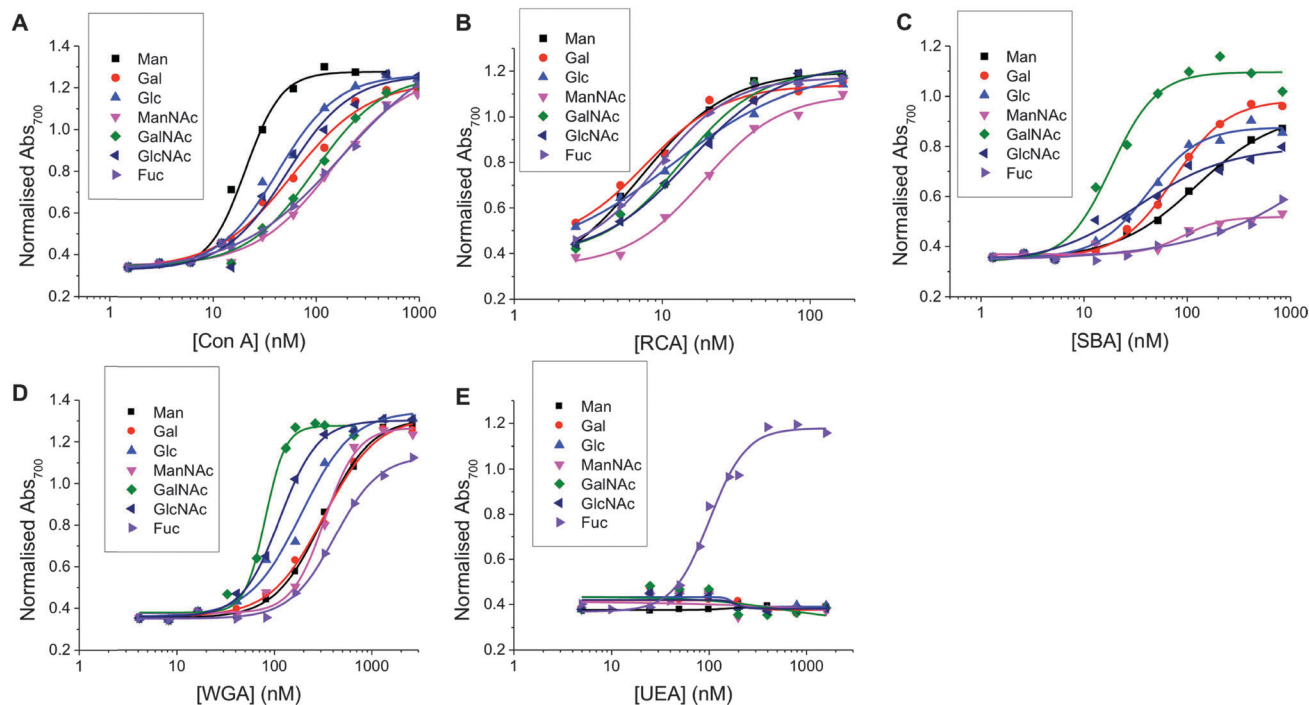 A
Normalised Abs700
1.4
1.2
1.0
0.8
0.6
0.4
0.2
Man
Gal
Glc
ManNAc
GalNAc
GlcNAc
Fuc
1 10 100 1000
[Con A] (nM)
B
Normalised Abs700
1.4
1.2
1.0
0.8
0.6
0.4
0.2
Man
Gal
Glc
ManNAc
GalNAc
GlcNAc
Fuc
1 10 100
[RCA] (nM)
C
Normalised Abs700
1.2
1.0
0.8
0.6
0.4
0.2
Man
Gal
Glc
ManNAc
GalNAc
GlcNAc
Fuc
1 10 100 1000
[SBA] (nM)
D
Normalised Abs700
1.4
1.2
1.0
0.8
0.6
0.4
0.2
Man
Gal
Glc
ManNAc
GalNAc
GlcNAc
Fuc
1 10 100 1000
[WGA] (nM)
E
Normalised Abs700
1.4
1.2
1.0
0.8
0.6
0.4
0.2
Man
Gal
Glc
ManNAc
GalNAc
GlcNAc
Fuc
1 10 100 1000
[UEA] (nM)